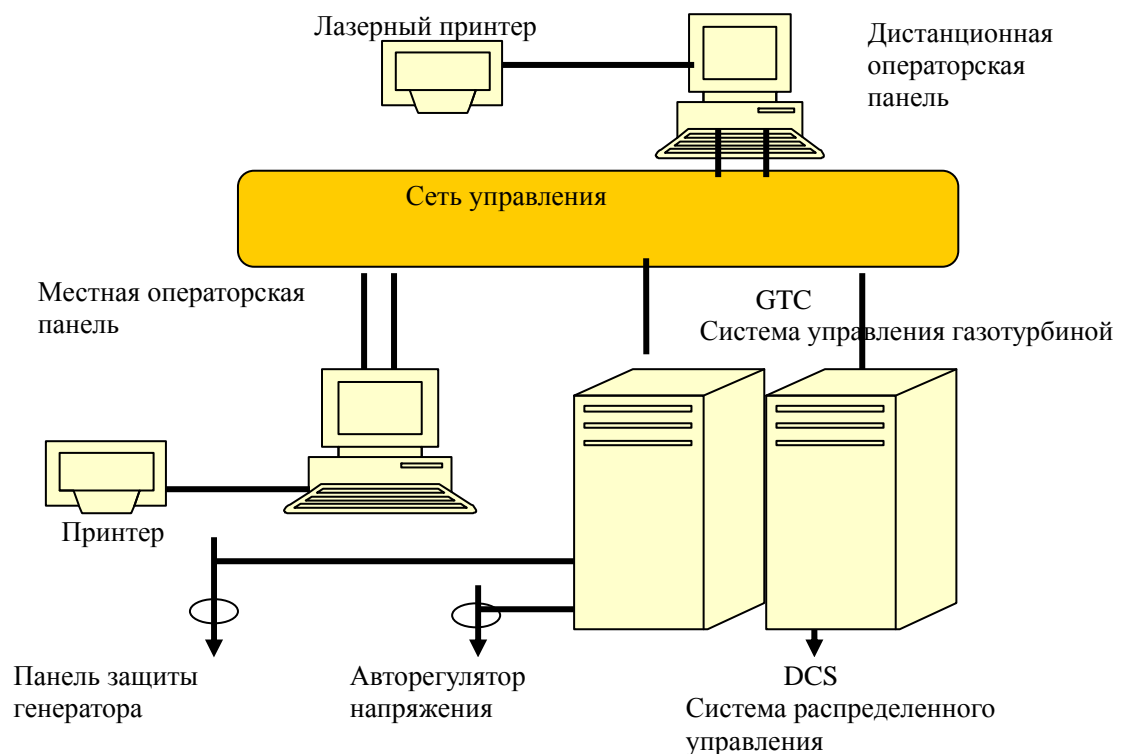 Лазерный принтер
Дистанционная
операторская
панель
Сеть управления
Местная операторская
панель
GTC
Система управления газотурбиной
Принтер
Панель защиты
генератора
Авторегулятор
напряжения
DCS
Система распределенного
управления